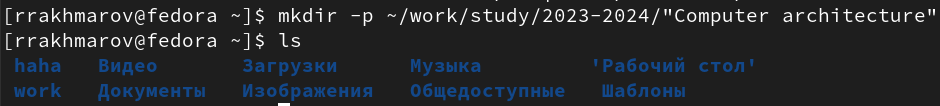 [rrakhmarov@fedora ~]$ mkdir -p ~/work/study/2023-2024/"Computer architecture"
[rrakhmarov@fedora ~]$ ls
haha Видео Загрузки Музыка 'Рабочий стол'
work Документы Изображения Общедоступные Шаблоны